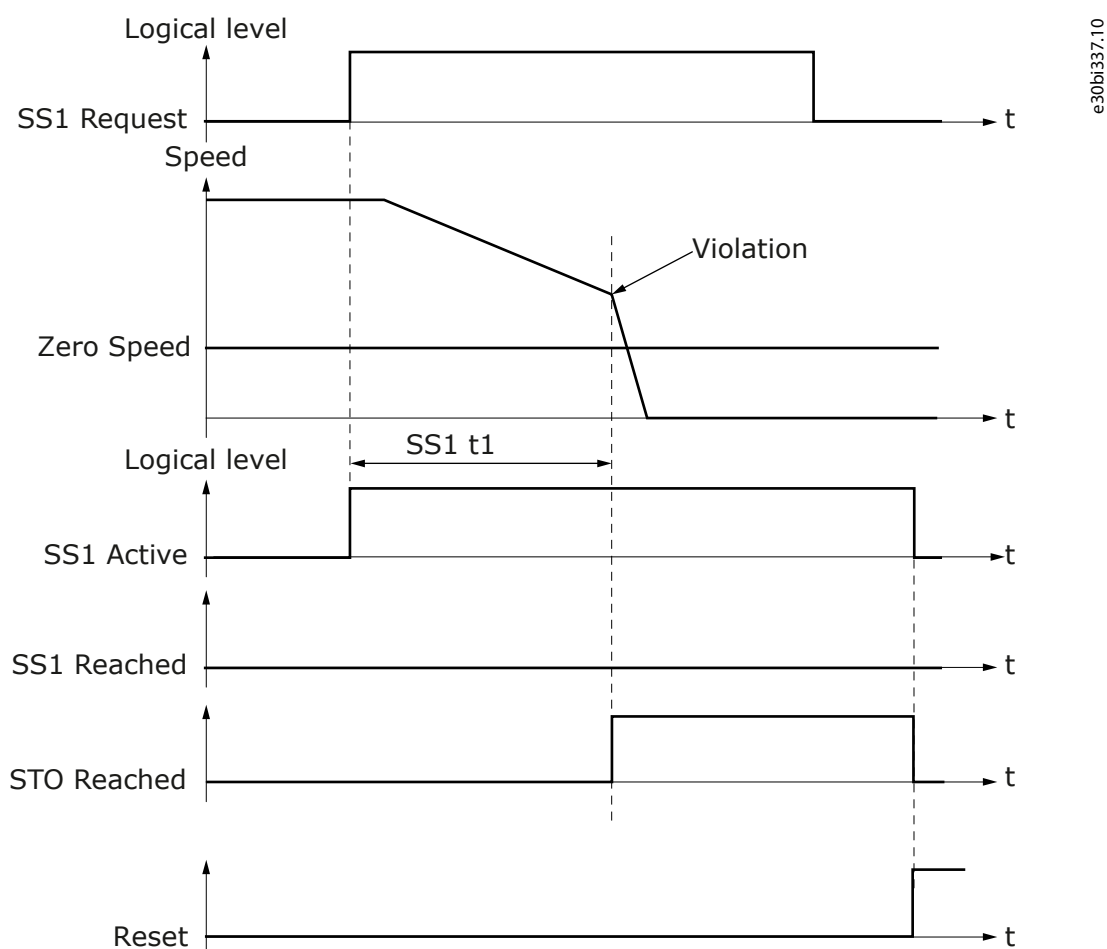 Logical level
e30bi337.10
SS1 Request
t
Speed
Violation
Zero Speed
t
SS1 t1
Logical level
SS1 Active
t
SS1 Reached
t
STO Reached
t
Reset
t